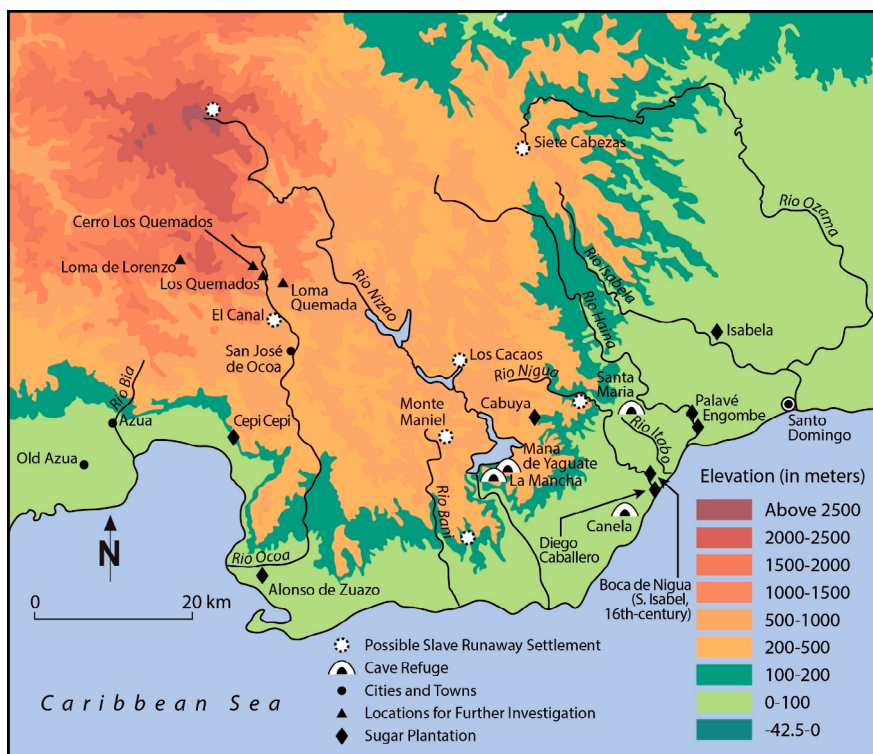 Siete Cabezas
Rio Ozama
Cerro Los Quemados
Loma de Lorenzo
Los Quemados
Loma
Quemada
Rio Nizao
Rio Isabela
Rio Haina
El Canal
Isabela
San José
de Ocoa
Los Cacaos
Rio Bia
Rio Nigua
Santa
Maria
Azua
Cepi Cepi
Monte
Maniel
Cabuya
Palavé
Engombe
Santo
Domingo
Rio Itabo
Old Azua
Mana
de Yaguate
La Mancha
Rio Bani
Canela
Diego
Caballero
Boca de Nigua
(S. Isabel,
16th-century)
N
Rio Ocoa
Alonso de Zuazo
0 20 km
Elevation (in meters)
Above 2500
2000-2500
1500-2000
1000-1500
500-1000
200-500
100-200
0-100
-42.5-0
Possible Slave Runaway Settlement
Cave Refuge
Cities and Towns
Locations for Further Investigation
Sugar Plantation
Caribbean Sea